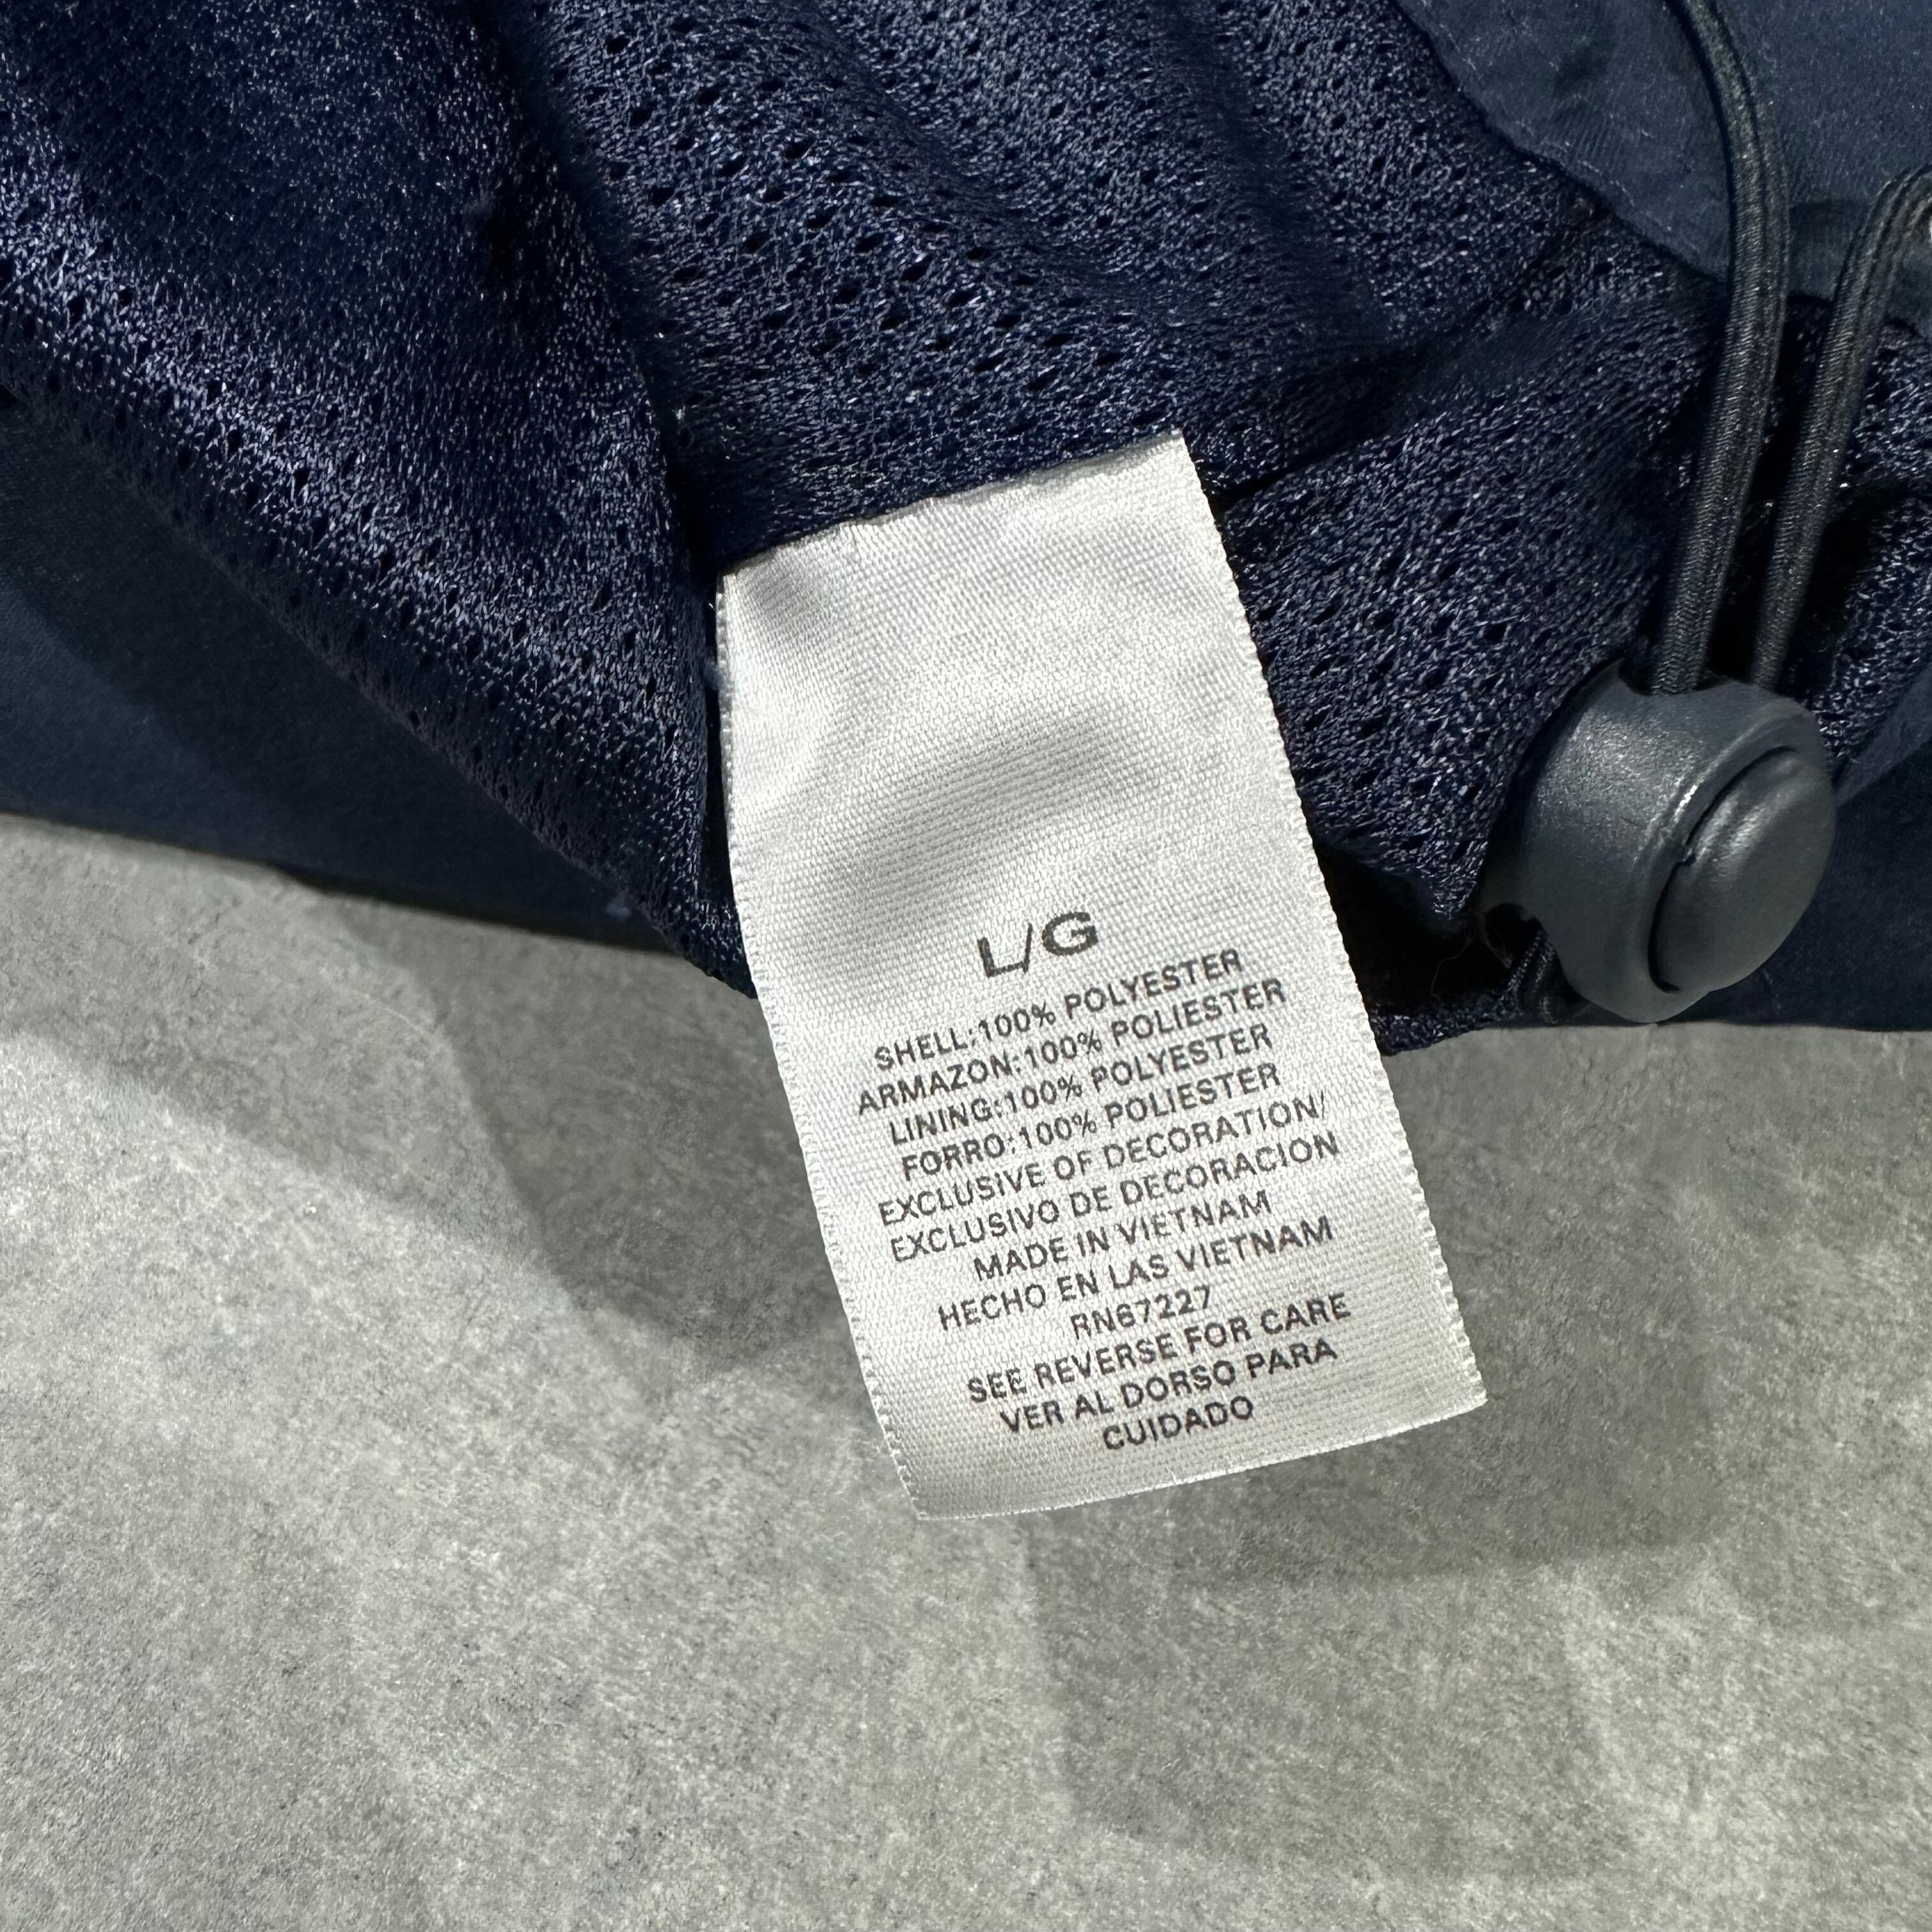 L/G
SHELL:100% POLYESTER
ARMAZON:100% POLIESTER
LINING:100% POLYESTER
FORRO:100% POLIESTER
EXCLUSIVE OF DECORATION/
EXCLUSIVO DE DECORACION
MADE IN VIETNAM
HECHO EN LAS VIETNAM
RN67227
SEE REVERSE FOR CARE
VER AL DORSO PARA
CUIDADO